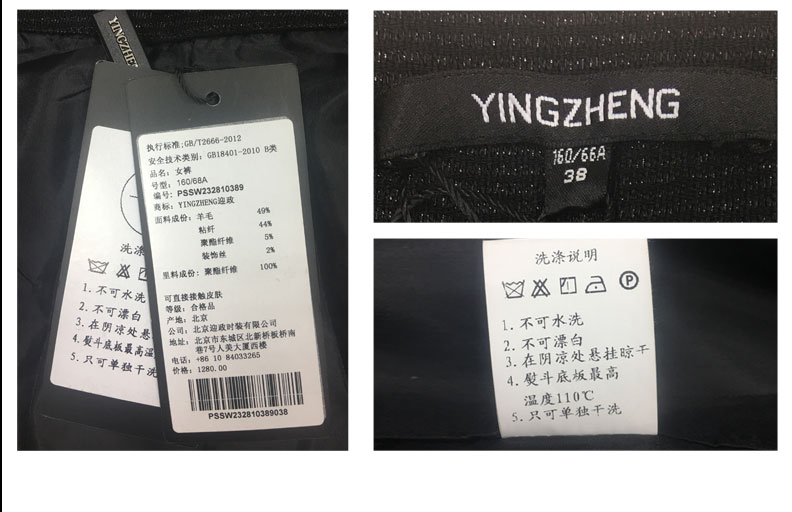 YINGZHENG
洗涤
1. 不可水洗
2. 不可漂白
3. 在阴凉处悬
4. 熨斗底板最高温
5. 只可单独干洗
执行标准:GB/T2666-2012
安全技术类别: GB18401-2010 B类
品名: 女裤
号型: 160/68A
编号: PSSW232810389
商标: YINGZHENG迎政
面料成份: 羊毛 49%
粘纤 44%
聚酯纤维 5%
装饰丝 2%
里料成份: 聚酯纤维 100%
可直接接触皮肤
等级: 合格品
产地: 北京
公司: 北京迎政时装有限公司
地址: 北京市东城区北新桥板桥南
巷7号人美大厦西楼
电话: +86 10 84033265
价格: 1280.00
PSSW232810389038
YINGZHENG
160/66A
38
洗涤说明
P
1. 不可水洗
2. 不可漂白
3. 在阴凉处悬挂晾干
4. 熨斗底板最高
温度110℃
5. 只可单独干洗